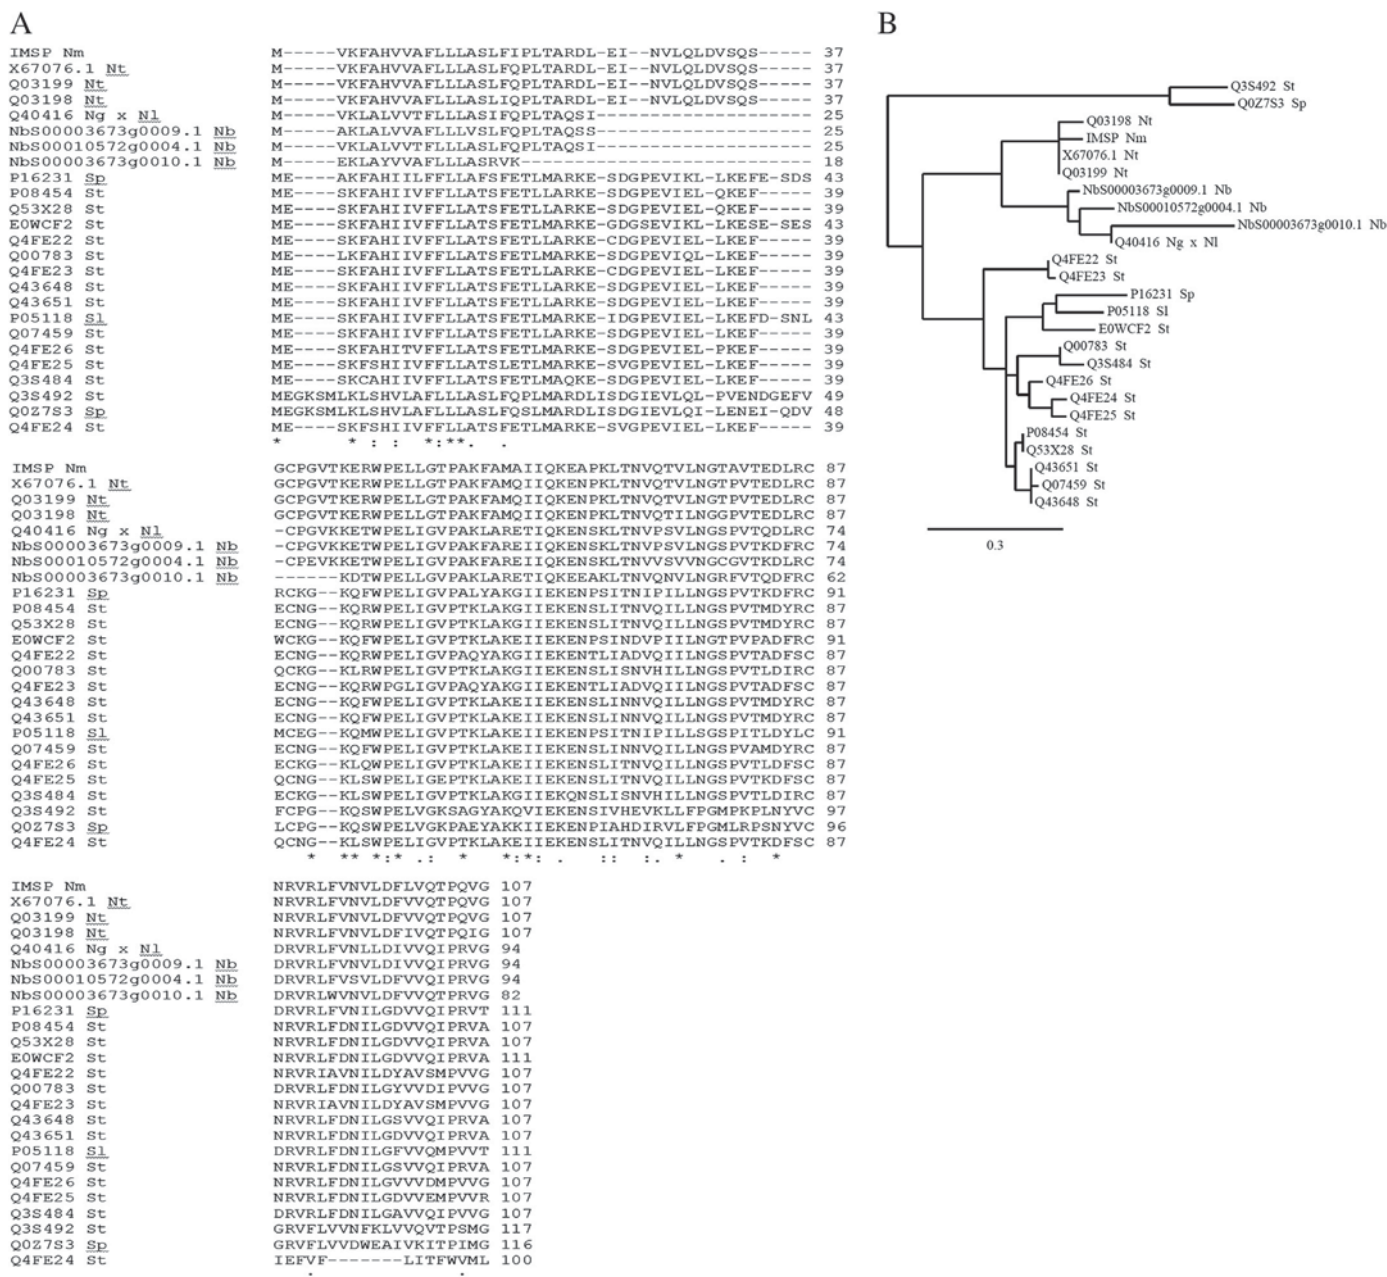 A
IMSP Nm M-----VKFAHVVAFLLLASLFIPLTARDL-EI--NVLQLDVSQS----- 37
X67076.1 Nt M-----VKFAHVVAFLLLASLFQPLTARDL-EI--NVLQLDVSQS----- 37
Q03199 Nt M-----VKFAHVVAFLLLASLFQPLTARDL-EI--NVLQLDVSQS----- 37
Q03198 Nt M-----VKFAHVVAFLLLASLIQPLTARDL-EI--NVLQLDVSQS----- 37
Q40416 Ng x Nl M-----VKLALVVTFLLLASIFQPLTAQSI-------------------- 25
NbS00003673g0009.1 Nb M-----AKLALVVAFLLLVSLFQPLTAQSS-------------------- 25
NbS00010572g0004.1 Nb M-----VKLALVVTFLLLASLFQPLTAQSI-------------------- 25
NbS00003673g0010.1 Nb M-----EKLAYVVAFLLLASRVK--------------------------- 18
P16231 Sp ME----AKFAHIILFFLLAFSFETLMARKE-SDGPEVIKL-LKEFE-SDS 43
P08454 St ME----SKFAHIIVFFLLATSFETLLARKE-SDGPEVIEL-QKEF----- 39
Q53X28 St ME----SKFAHIIVFFLLATSFETLLARKE-SDGPEVIEL-QKEF----- 39
E0WCF2 St ME----SKFAHIIVFFLLATSFETLLARKE-GDGSEVIKL-LKESE-SES 43
Q4FE22 St ME----SKFAHIIVFFLLATSFETLMARKE-CDGPEVIEL-LKEF----- 39
Q00783 St ME----LKFAHIIVFFLLATSFETLMARKE-SDGPEVIQL-LKEF----- 39
Q4FE23 St ME----SKFAHIIVFFLLATSFETLLARKE-CDGPEVIEL-LKEF----- 39
Q43648 St ME----SKFAHIIVFFLLATSFETLLARKE-SDGPEVIEL-LKEF----- 39
Q43651 St ME----SKFAHIIVFFLLATSFETLLARKE-SDGPEVIEL-LKEF----- 39
P05118 Sl ME----SKFAHIIVFFLLATSFETLLARKE-IDGPEVIEL-LKEFD-SNL 43
Q07459 St ME----SKFAHIIVFFLLATSFETLLARKE-SDGPEVIEL-LKEF----- 39
Q4FE26 St ME----SKFAHTIVFFLLATSFETLMARKE-SDGPEVIEL-PKEF----- 39
Q4FE25 St ME----SKFSHIIVFFLLATSLETLMARKE-SVGPEVIEL-LKEF----- 39
Q3S484 St ME----SKCAHIIVFFLLATSFETLMAQKE-SDGPEVIEL-LKEF----- 39
Q3S492 St MEGKSMLKLSHVLAFLLLASLFQPLMARDLISDGPEVIQL-LPVENDGEFV 49
Q0Z7S3 Sp MEGKSMLKLSHVLAFLLLASLFQSLMARDLISDGIEVLQI-LENEI-QDV 48
Q4FE24 St ME----SKFSHIIVFFLLATSFETLMARKE-SVGPEVIEL-LKEF----- 39
* * : : *:**. .
IMSP Nm GCPGVTKERWPELLGTPAKFAMAIIQKEAPKLTNVQTVLNGTAVTEDLRC 87
X67076.1 Nt GCPGVTKERWPELLGTPAKFAMQIIQKEAPKLTNVQTVLNGTPVTEDLRC 87
Q03199 Nt GCPGVTKERWPELLGTPAKFAMQIIQKENPKLTNVQTVLNGTPVTEDLRC 87
Q03198 Nt GCPGVTKERWPELLGTPAKFAMQIIQKENPKLTNVQTILNGGPVTEDLRC 87
Q40416 Ng x Nl -CPGVKKETWPELIGVPAKLARETIQKENSKLTNVPSVLNGSPVTQDLRC 74
NbS00003673g0009.1 Nb -CPGVKKETWPELIGVPAKFAREIIQKENSKLTNVPSVLNGSPVTKDFRC 74
NbS00010572g0004.1 Nb -CPEVKKETWPELIGVPAKFAREIIQKENSKLTNVVSVVNGCGVTKDLRC 74
NbS00003673g0010.1 Nb ------KDTWPELLGVPAKLARETIQKEEAKLTNVQNVLNGRFVTQDFRC 62
P16231 Sp RCKG--KQFWPELIGVPALYAKGIIEKENPSITNIPILLNGSPVTKDFRC 91
P08454 St ECNG--KQRWPELIGVPTKLAKGIIEKENSLITNVQILLNGSPVTMDYRC 87
Q53X28 St ECNG--KQRWPELIGVPTKLAKGIIEKENSLITNVQILLNGSPVTMDYRC 87
E0WCF2 St WCKG--KQFWPELIGVPTKLAKEIIEKENPSINDVPIILNGTPVPADFRC 91
Q4FE22 St ECNG--KQRWPELIGVPAQYAKGIIEKENTLIADVQIILNGSPVTADFRC 87
Q00783 St QCKG--KLRWPELIGVPTKLAKGIIEKENSLISNVHILLNGSPVTLDIRC 87
Q4FE23 St ECNG--KQRWPGLIGVPAQYAKGIIEKENTLIADVQIILNGSPVTADFSC 87
Q43648 St ECNG--KQFWPELIGVPTKLAKEIIEKENSLINNVQILLNGSPVTMDYRC 87
Q43651 St ECNG--KQFWPELIGVPTKLAKEIIEKENSLINNVQILLNGSPVTMDYRC 87
P05118 Sl MCEG--KQMWPELIGVPTKLAKEIIEKENPSITNIPILLSGSPITLDYLC 91
Q07459 St ECNG--KQFWPELIGVPTKLAKEIIEKENSLINNVQILLNGSPVAMDYRC 87
Q4FE26 St ECKG--KLQWPELIGVPTKLAKEIIEKENSLITNVQILLNGSPVTLDFSC 87
Q4FE25 St QCNG--KLSWPELIGEPTKLAKEIIEKENSLITNVQILLNGSPVTKDFSC 87
Q3S484 St ECKG--KLSWPELIGVPTKLAKGIIEKQNSLISNVHILLNGSPVTLDIRC 87
Q3S492 St FCPG--KQSWPELVGKSAGYAKQVIEKENSIVHEVKLLFPGMPKPLNYVC 97
Q0Z7S3 Sp LCPG--KQSWPELVGKPAEYAKKIIEKENPIAHDIRVLFPGMLRPSNYVC 96
Q4FE24 St QCNG--KLSWPELIGVPTKLAKEIIEKENSLITNVQILLNGSPVTKDFSC 87
* ** *:* .: * *:*: . :: :. * . : *
IMSP Nm NRVRLFVNVLDFLVQTPQVG 107
X67076.1 Nt NRVRLFVNVLDFVVQTPQVG 107
Q03199 Nt NRVRLFVNVLDFVVQTPQVG 107
Q03198 Nt NRVRLFVNVLDFIVQTPQIG 107
Q40416 Ng x Nl DRVRLFVNLLDIVVQIPRVG 94
NbS00003673g0009.1 Nb DRVRLFVNVLDIVVQIPRVG 94
NbS00010572g0004.1 Nb DRVRLFVSVLDFVVQIPRVG 94
NbS00003673g0010.1 Nb DRVRLWVNVLDFVVQTPRVG 82
P16231 Sp DRVRLFVNILGDVVQIPRVT 111
P08454 St NRVRLFDNILGDVVQIPRVA 107
Q53X28 St NRVRLFDNILGDVVQIPRVA 107
E0WCF2 St NRVRLFDNILGDVVQIPRVA 111
Q4FE22 St NRVRIAVNILDYAVSMPVVG 107
Q00783 St DRVRLFDNILGYVVDIPVVG 107
Q4FE23 St NRVRIAVNILDYAVSMPVVG 107
Q43648 St NRVRLFDNILGSVVQIPRVA 107
Q43651 St NRVRLFDNILGDVVQIPRVA 107
P05118 Sl DRVRLFDNILGFVVQMPVVT 111
Q07459 St NRVRLFDNILGSVVQIPRVA 107
Q4FE26 St NRVRLFDNILGVVVDMPVVG 107
Q4FE25 St NRVRLFDNILGDVVEMPVVR 107
Q3S484 St DRVRLFDNILGAVVQIPVVG 107
Q3S492 St GRVFLVVNFKLVVQVTPSMG 117
Q0Z7S3 Sp GRVFLVVDWEAIVKITPIMG 116
Q4FE24 St IEFVF-------LITFWVML 100
. .
B
Q3S492 St
Q0Z7S3 Sp
Q03198 Nt
IMSP Nm
X67076.1 Nt
Q03199 Nt
NbS00003673g0009.1 Nb
NbS00010572g0004.1 Nb
NbS00003673g0010.1 Nb
Q40416 Ng x Nl
Q4FE22 St
Q4FE23 St
P16231 Sp
P05118 Sl
E0WCF2 St
Q00783 St
Q3S484 St
Q4FE26 St
Q4FE24 St
Q4FE25 St
P08454 St
Q53X28 St
Q43651 St
Q07459 St
Q43648 St
0.3